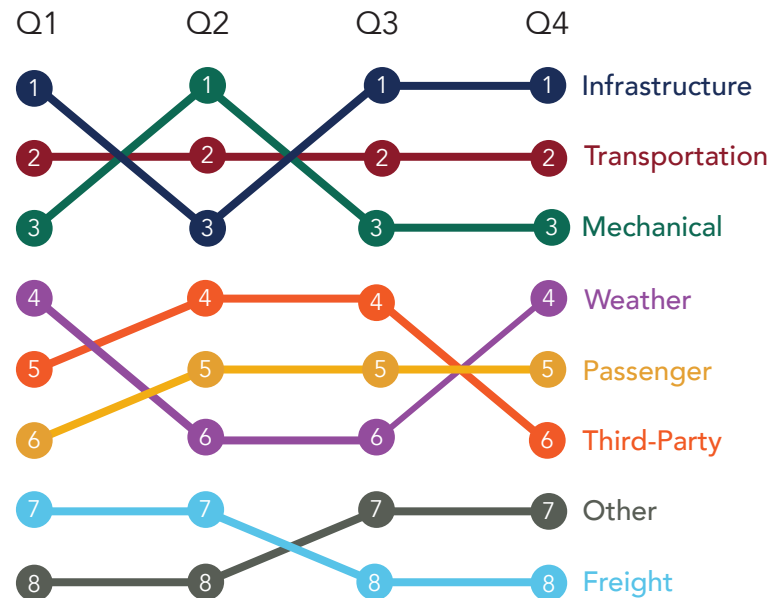 Q1 Q2 Q3 Q4
1 1 1 1 Infrastructure
2 2 2 2 Transportation
3 3 3 3 Mechanical
4 4 4 4 Weather
5 5 5 5 Passenger
6 6 6 6 Third-Party
7 7 7 7 Other
8 8 8 8 Freight